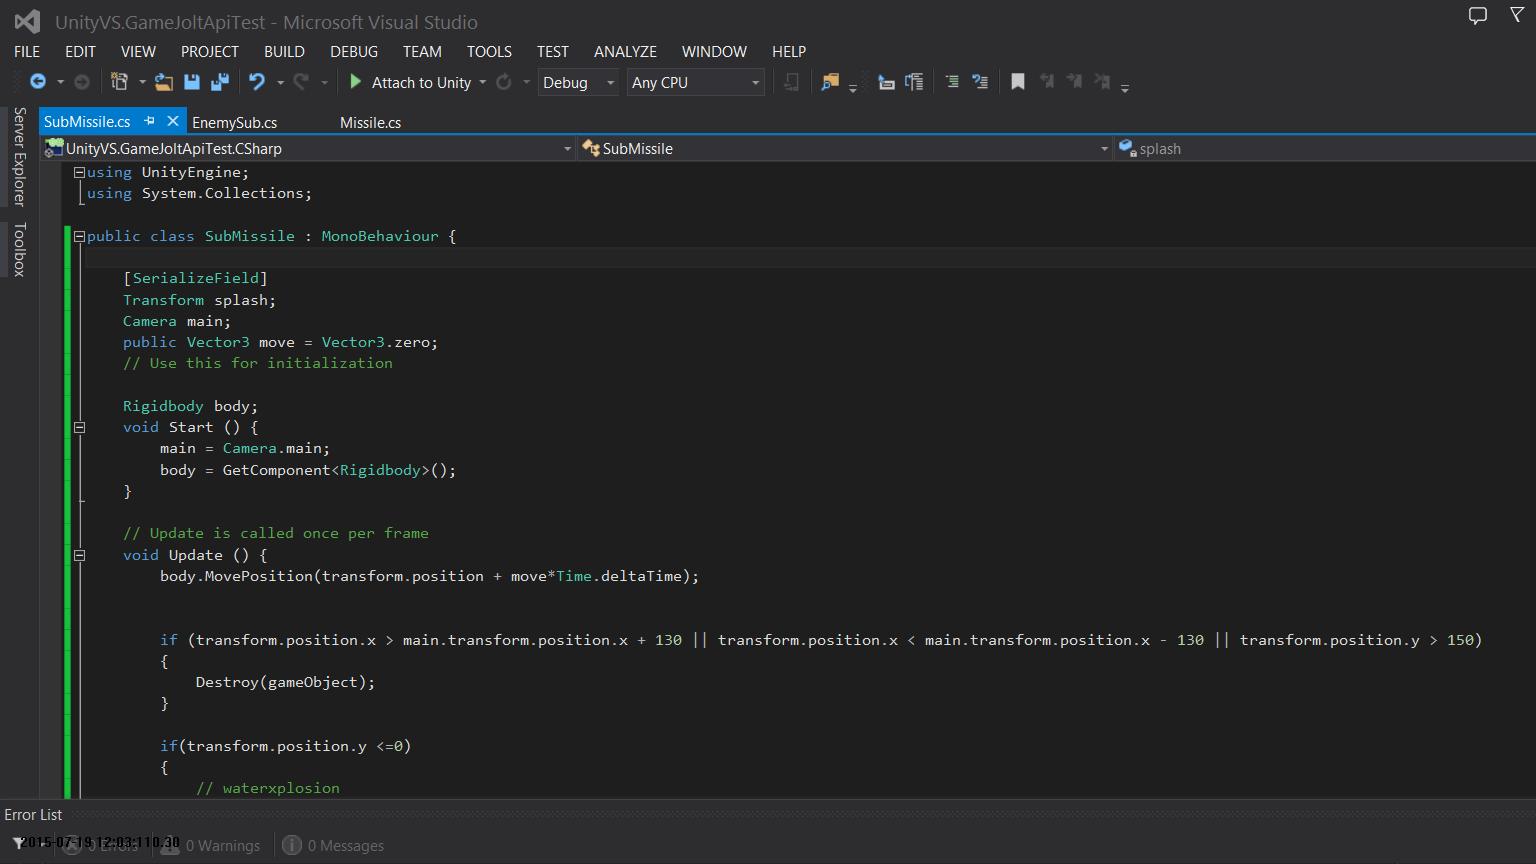 UnityVS.GameJoltApiTest - Microsoft Visual Studio
FILE EDIT VIEW PROJECT BUILD DEBUG TEAM TOOLS TEST ANALYZE WINDOW HELP
Attach to Unity Debug Any CPU
Server Explorer
Toolbox
SubMissile.cs EnemySub.cs Missile.cs
UnityVS.GameJoltApiTest.CSharp SubMissile splash
using UnityEngine;
using System.Collections;
public class SubMissile : MonoBehaviour {
[SerializeField]
Transform splash;
Camera main;
public Vector3 move = Vector3.zero;
// Use this for initialization
Rigidbody body;
void Start () {
main = Camera.main;
body = GetComponent<Rigidbody>();
}
// Update is called once per frame
void Update () {
body.MovePosition(transform.position + move*Time.deltaTime);
if (transform.position.x > main.transform.position.x + 130 || transform.position.x < main.transform.position.x - 130 || transform.position.y > 150)
{
Destroy(gameObject);
}
if(transform.position.y <=0)
{
// waterxplosion
Error List
2015-07-19 12:03:110.30
0 Errors 0 Warnings 0 Messages